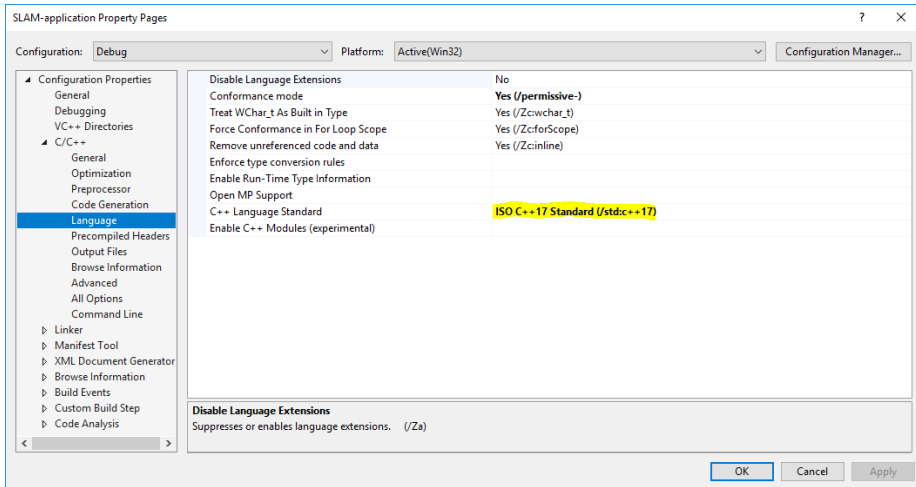 SLAM-application Property Pages ? ×
Configuration: Debug Platform: Active(Win32) Configuration Manager...
Configuration Properties
General
Debugging
VC++ Directories
C/C++
General
Optimization
Preprocessor
Code Generation
Language
Precompiled Headers
Output Files
Browse Information
Advanced
All Options
Command Line
Linker
Manifest Tool
XML Document Generator
Browse Information
Build Events
Custom Build Step
Code Analysis
Disable Language Extensions No
Conformance mode Yes (/permissive-)
Treat WChar_t As Built in Type Yes (/Zc:wchar_t)
Force Conformance in For Loop Scope Yes (/Zc:forScope)
Remove unreferenced code and data Yes (/Zc:inline)
Enforce type conversion rules
Enable Run-Time Type Information
Open MP Support
C++ Language Standard ISO C++17 Standard (/std:c++17)
Enable C++ Modules (experimental)
Disable Language Extensions
Suppresses or enables language extensions. (/Za)
OK Cancel Apply